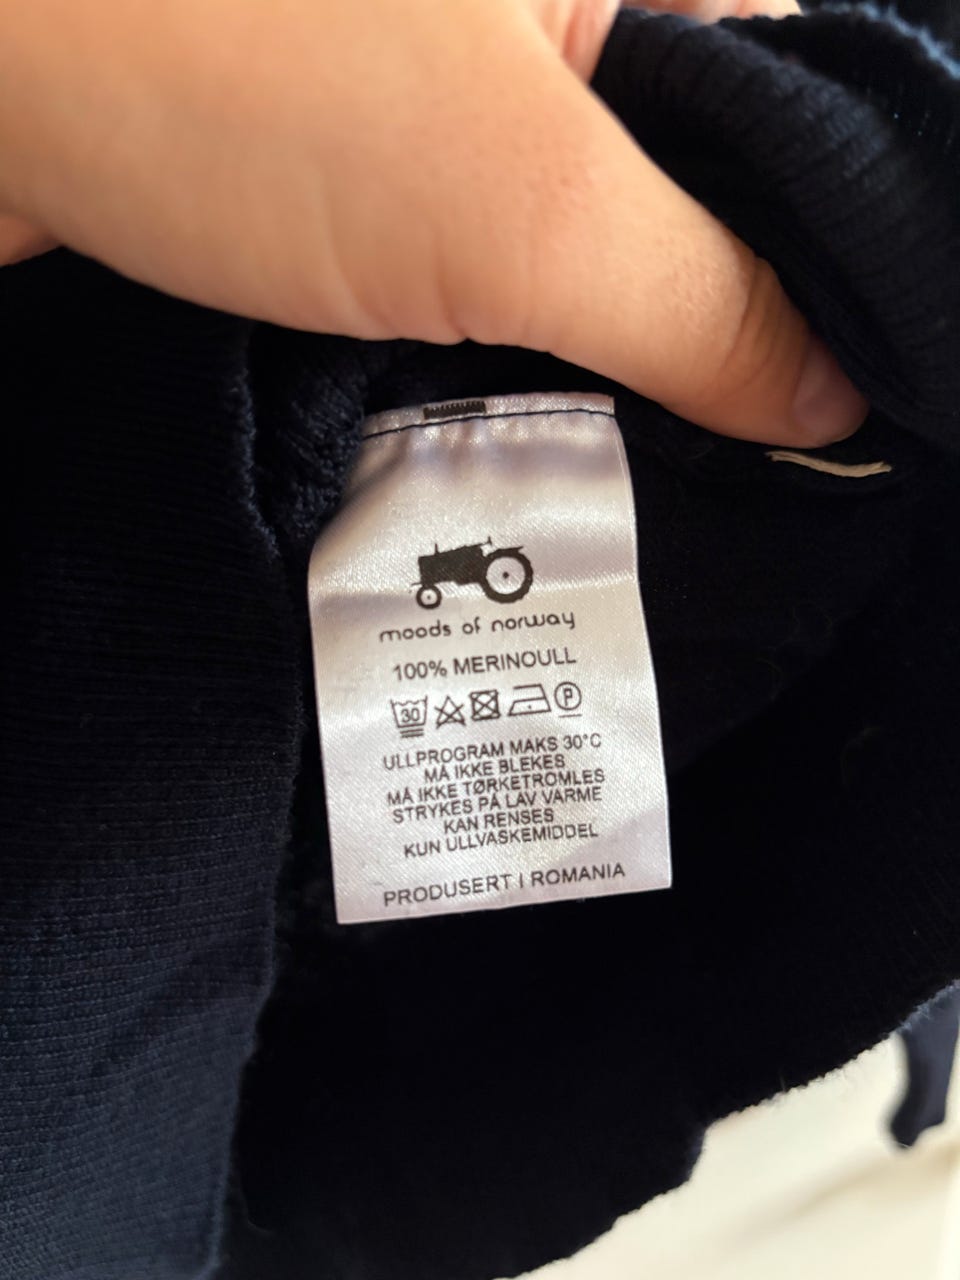 moods of norway
100% MERINOULL
30 P
ULLPROGRAM MAKS 30°C
MÅ IKKE BLEKES
MÅ IKKE TØRKETROMLES
STRYKES PÅ LAV VARME
KAN RENSES
KUN ULLVASKEMIDDEL
PRODUSERT I ROMANIA